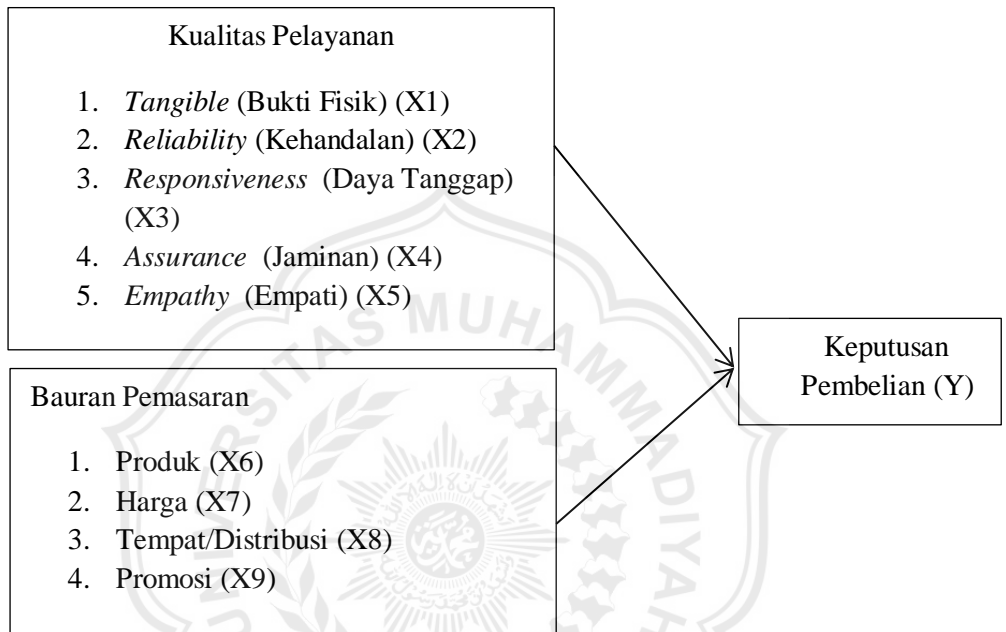 Kualitas Pelayanan
1. Tangible (Bukti Fisik) (X1)
2. Reliability (Kehandalan) (X2)
3. Responsiveness (Daya Tanggap)
(X3)
4. Assurance (Jaminan) (X4)
5. Empathy (Empati) (X5)
Bauran Pemasaran
1. Produk (X6)
2. Harga (X7)
3. Tempat/Distribusi (X8)
4. Promosi (X9)
Keputusan
Pembelian (Y)
UNIVERSITAS MUHAMMADIYAH